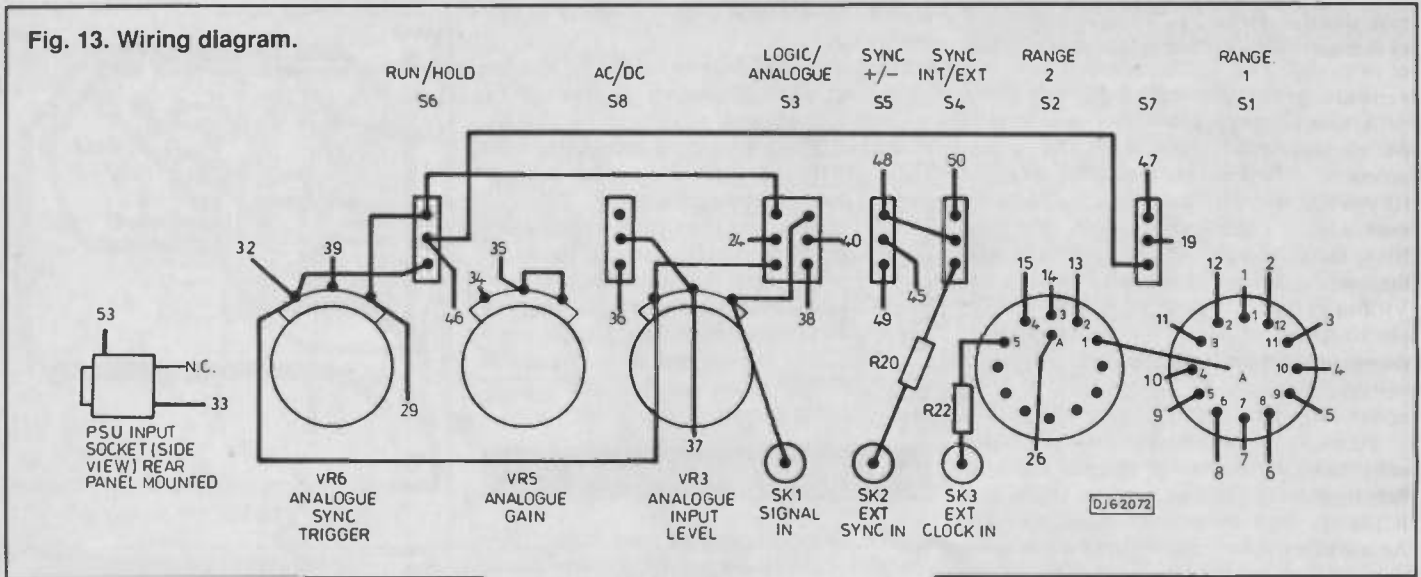 Fig. 13. Wiring diagram.
RUN/HOLD
S6
AC/DC
S8
LOGIC/
ANALOGUE
S3
SYNC
+/−
S5
SYNC
INT/EXT
S4
RANGE
2
S2
S7
RANGE
1
S1
48
50
47
32
39
35
34
24
40
36
38
45
49
46
29
37
19
15
14
13
4
3
2
5
A
1
26
12
1
2
11
2
1
12
3
3
11
10
4
A
10
4
9
5
9
5
6
7
8
8
7
6
R20
R22
53
N.C.
33
PSU INPUT
SOCKET (SIDE
VIEW) REAR
PANEL MOUNTED
VR6
ANALOGUE
SYNC
TRIGGER
VR5
ANALOGUE
GAIN
VR3
ANALOGUE
INPUT
LEVEL
SK1
SIGNAL
IN
SK2
EXT
SYNC IN
SK3
EXT
CLOCK IN
DJ62072